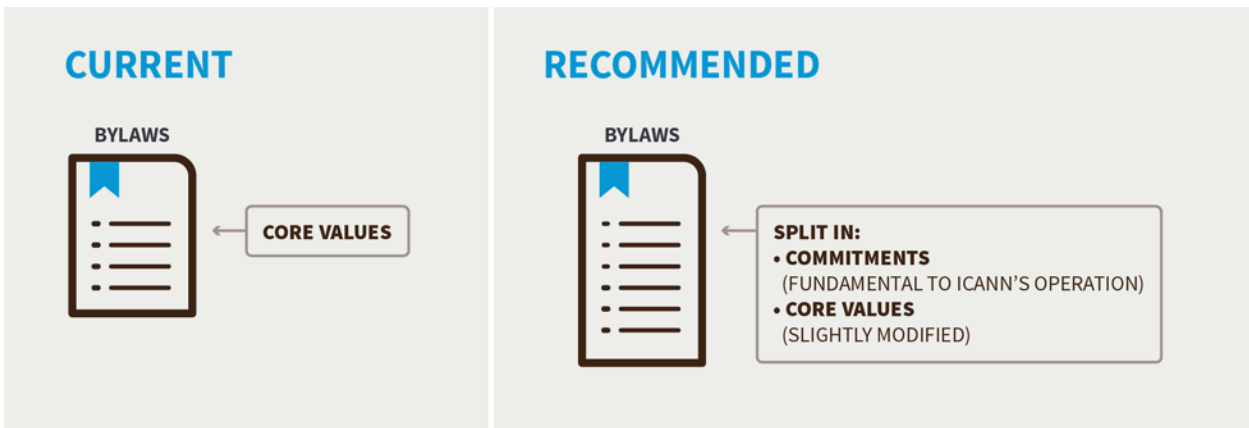 CURRENT
BYLAWS
CORE VALUES
RECOMMENDED
BYLAWS
SPLIT IN:
• COMMITMENTS
(FUNDAMENTAL TO ICANN’S OPERATION)
• CORE VALUES
(SLIGHTLY MODIFIED)